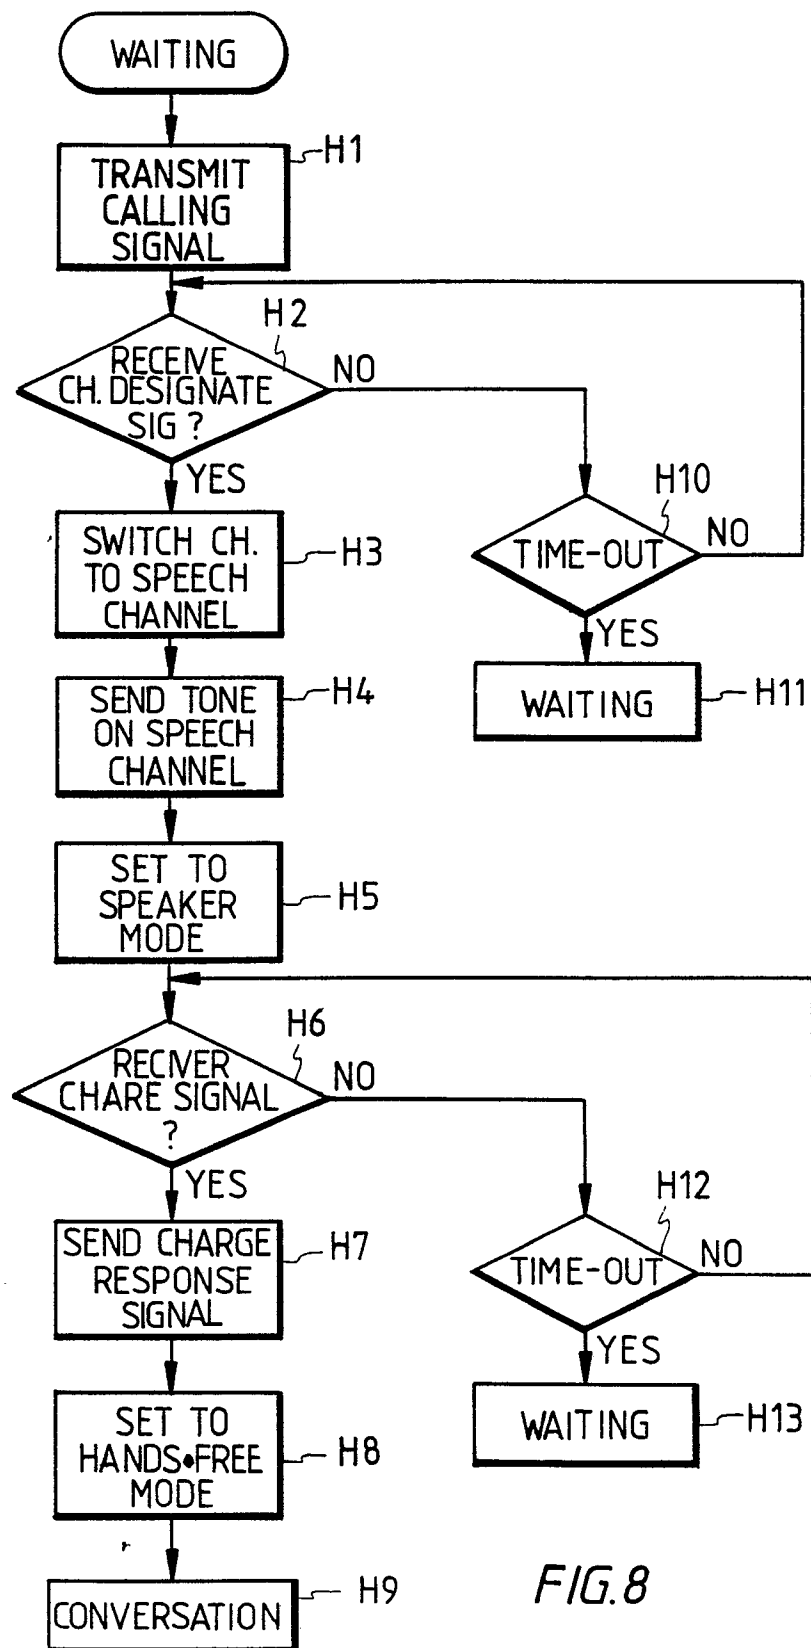 WAITING
H1
TRANSMIT
CALLING
SIGNAL
H2
RECEIVE
CH. DESIGNATE
SIG ?
NO
YES
H10
TIME-OUT
NO
YES
WAITING
H11
SWITCH CH.
TO SPEECH
CHANNEL
H3
SEND TONE
ON SPEECH
CHANNEL
H4
SET TO
SPEAKER
MODE
H5
H6
RECIVER
CHARE SIGNAL
?
NO
YES
H12
TIME-OUT
NO
YES
WAITING
H13
SEND CHARGE
RESPONSE
SIGNAL
H7
SET TO
HANDS•FREE
MODE
H8
CONVERSATION
H9
FIG.8